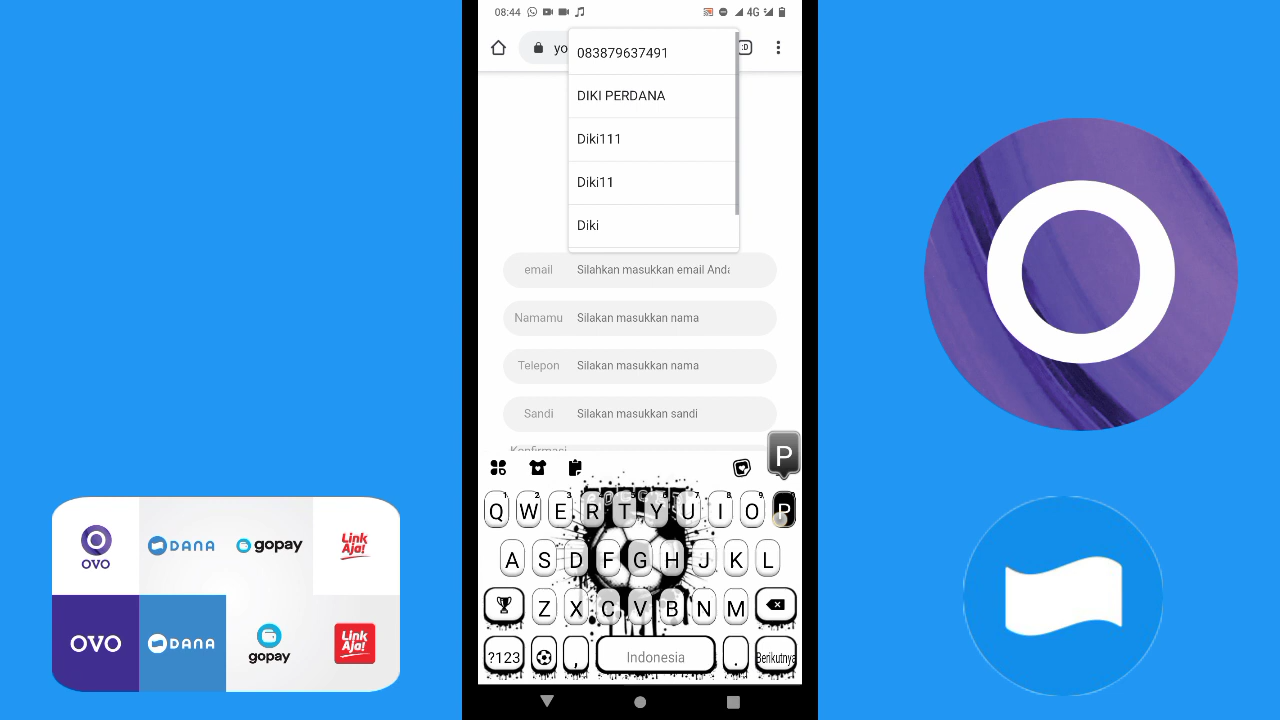 08:44
4G
yo
:D
083879637491
DIKI PERDANA
Diki111
Diki11
Diki
email Silahkan masukkan email Anda
Namamu Silakan masukkan nama
Telepon Silakan masukkan nama
Sandi Silakan masukkan sandi
Konfirmasi
P
Q W E R T Y U I O P
A S D F G H J K L
Z X C V B N M
?123 , Indonesia . Berikutnya
OVO DANA gopay Link Aja!
OVO DANA gopay Link Aja!